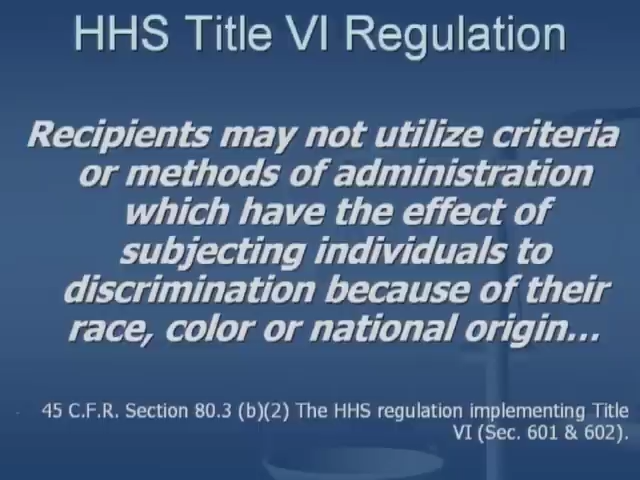 HHS Title VI Regulation
Recipients may not utilize criteria
or methods of administration
which have the effect of
subjecting individuals to
discrimination because of their
race, color or national origin...
45 C.F.R. Section 80.3 (b)(2) The HHS regulation implementing Title
VI (Sec. 601 & 602).